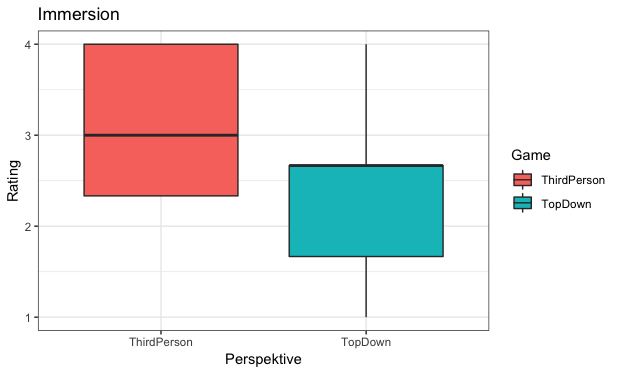 Immersion
4
3
2
1
Rating
ThirdPerson
TopDown
Perspektive
Game
ThirdPerson
TopDown